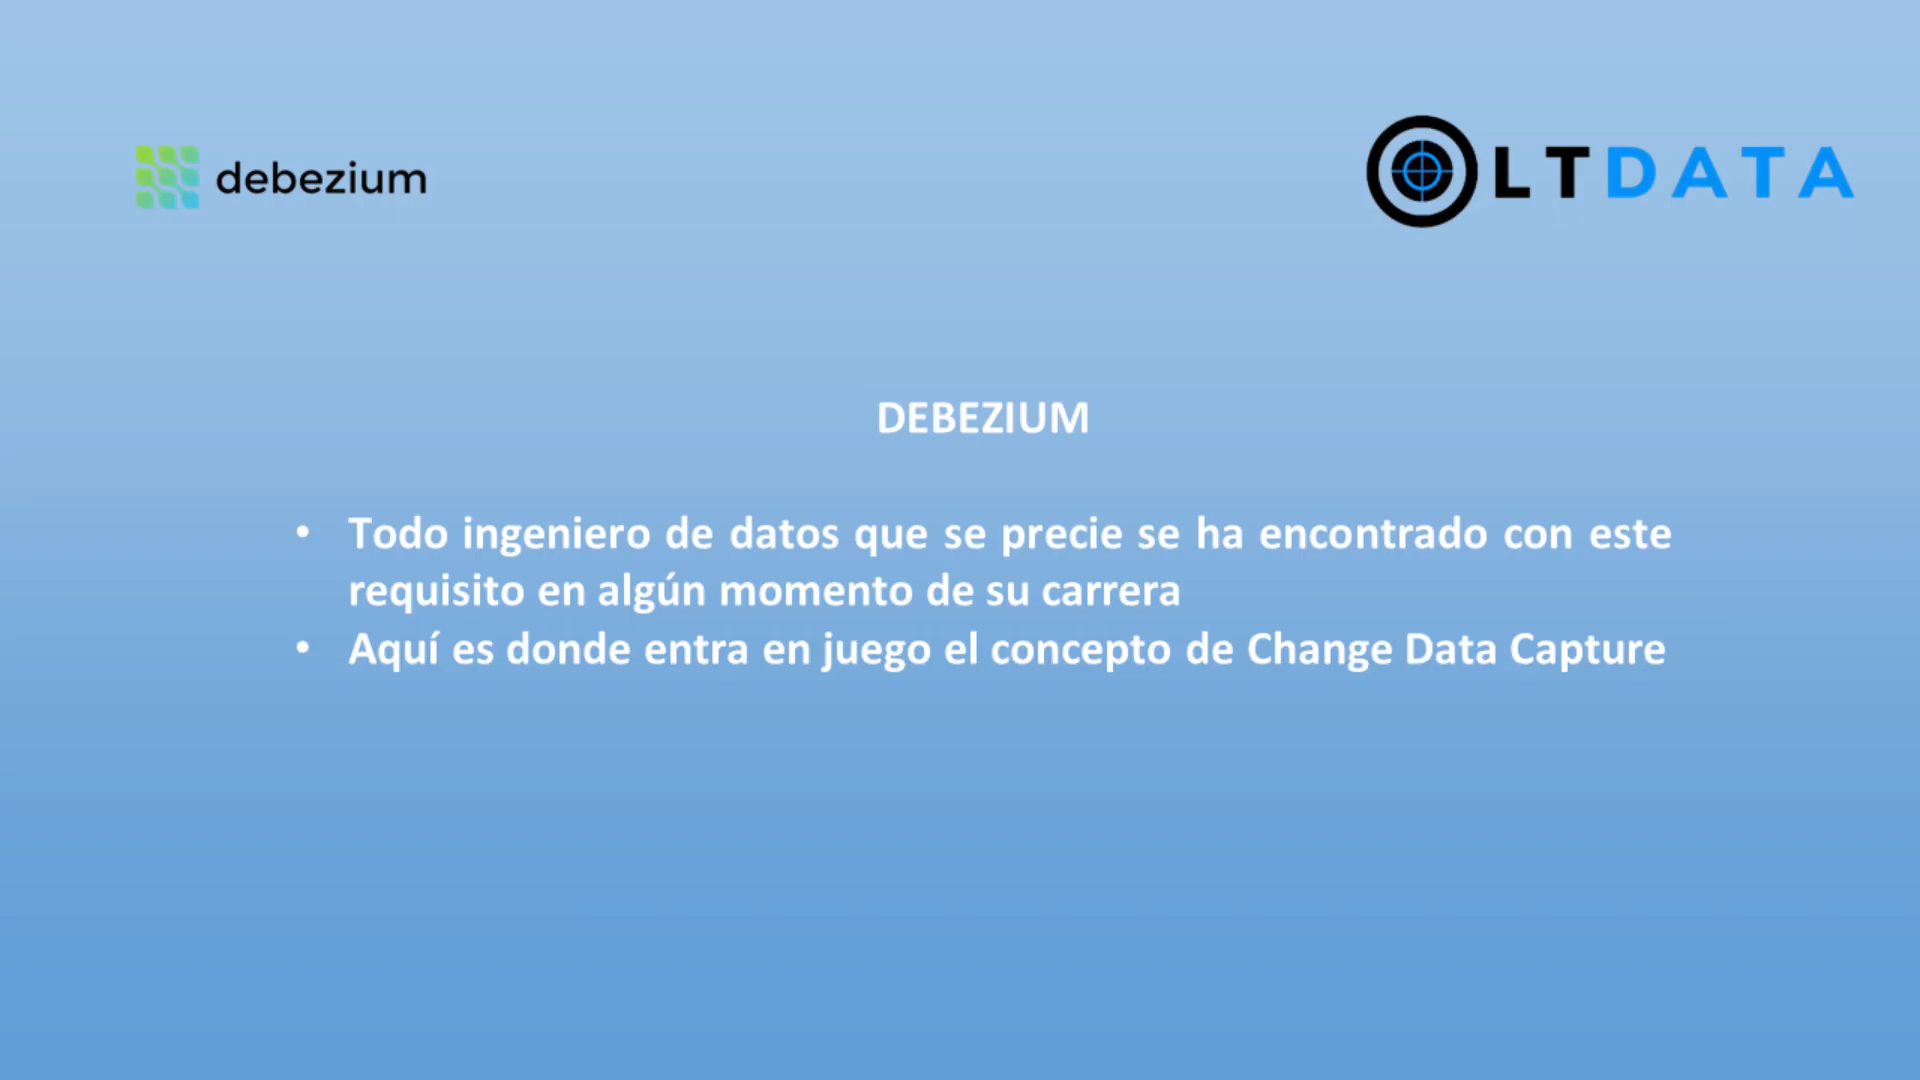 debezium
OLTDATA
DEBEZIUM
• Todo ingeniero de datos que se precie se ha encontrado con este
requisito en algún momento de su carrera
• Aquí es donde entra en juego el concepto de Change Data Capture